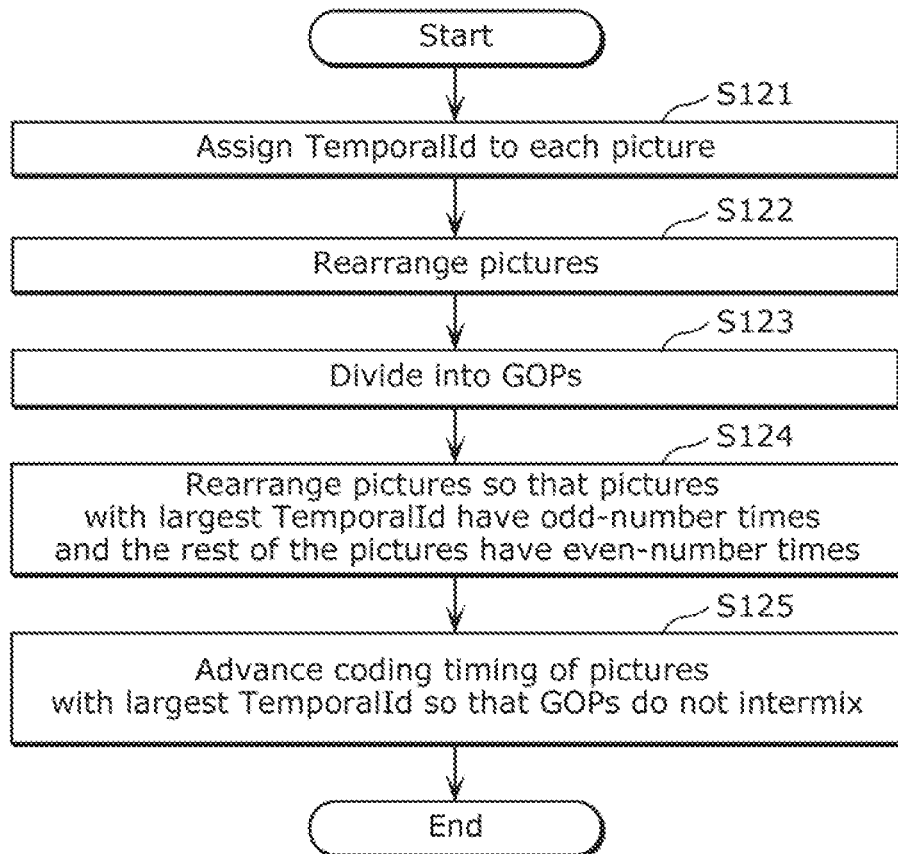 Start
S121
Assign TemporalId to each picture
S122
Rearrange pictures
S123
Divide into GOPs
S124
Rearrange pictures so that pictures
with largest TemporalId have odd-number times
and the rest of the pictures have even-number times
S125
Advance coding timing of pictures
with largest TemporalId so that GOPs do not intermix
End